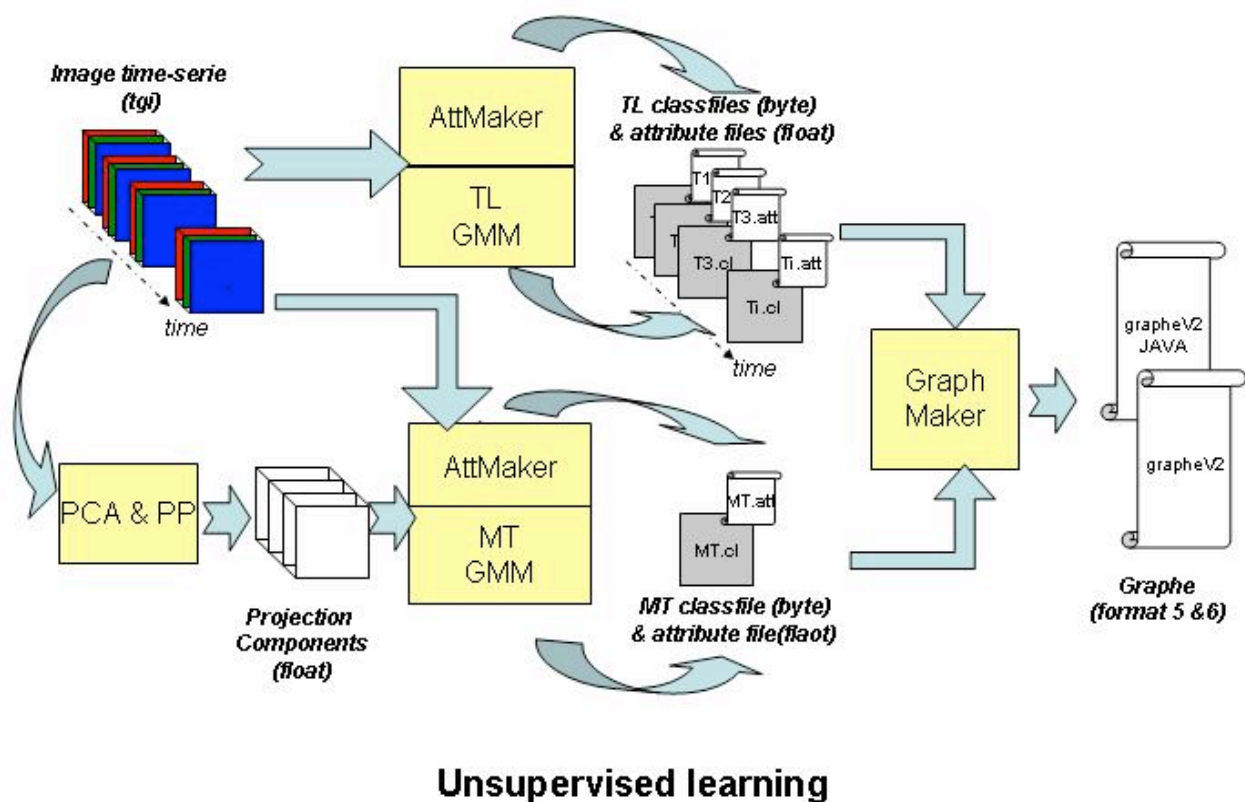 Image time-serie
(tgi)
time
AttMaker
TL
GMM
TL classfiles (byte)
& attribute files (float)
T1
T2
T3.att
Ti.att
T
T
T3.cl
Ti.cl
time
PCA & PP
Projection
Components
(float)
AttMaker
MT
GMM
MT.att
MT.cl
MT classfile (byte)
& attribute file(flaot)
Graph
Maker
grapheV2
JAVA
grapheV2
Graphe
(format 5 &6)
Unsupervised learning